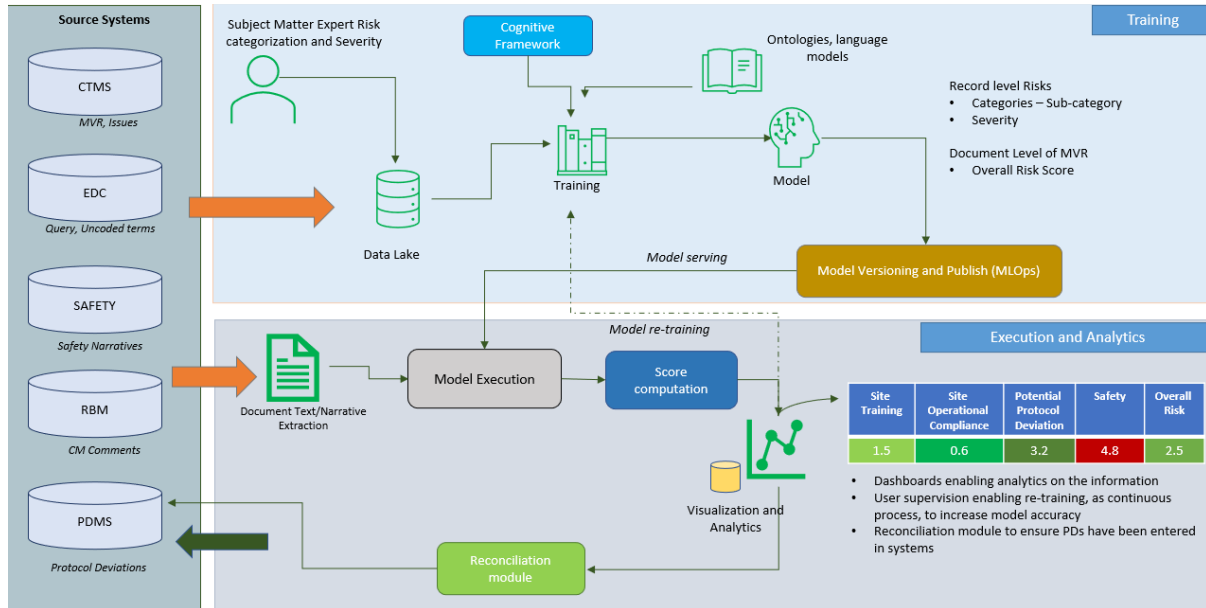 Source Systems
CTMS
MVR, Issues
EDC
Query, Uncoded terms
SAFETY
Safety Narratives
RBM
CM Comments
PDMS
Protocol Deviations
Training
Subject Matter Expert Risk
categorization and Severity
Cognitive
Framework
Ontologies, language
models
Data Lake
Training
Model
Record level Risks
• Categories – Sub-category
• Severity
Document Level of MVR
• Overall Risk Score
Model Versioning and Publish (MLOps)
Model serving
Model re-training
Execution and Analytics
Document Text/Narrative
Extraction
Model Execution
Score
computation
Visualization and
Analytics
Reconciliation
module
Site
Training
Site
Operational
Compliance
Potential
Protocol
Deviation
Safety
Overall
Risk
1.5
0.6
3.2
4.8
2.5
• Dashboards enabling analytics on the information
• User supervision enabling re-training, as continuous
process, to increase model accuracy
• Reconciliation module to ensure PDs have been entered
in systems